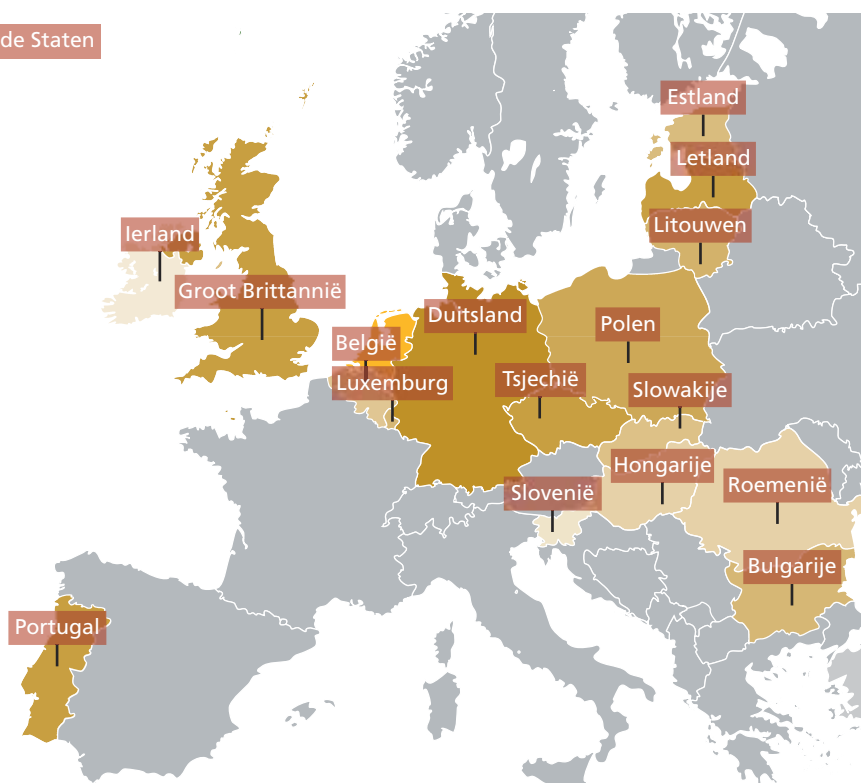 de Staten
Estland
Letland
Litouwen
Ierland
Groot Brittannië
Duitsland
Polen
België
Luxemburg
Tsjechië
Slowakije
Hongarije
Roemenië
Slovenië
Bulgarije
Portugal